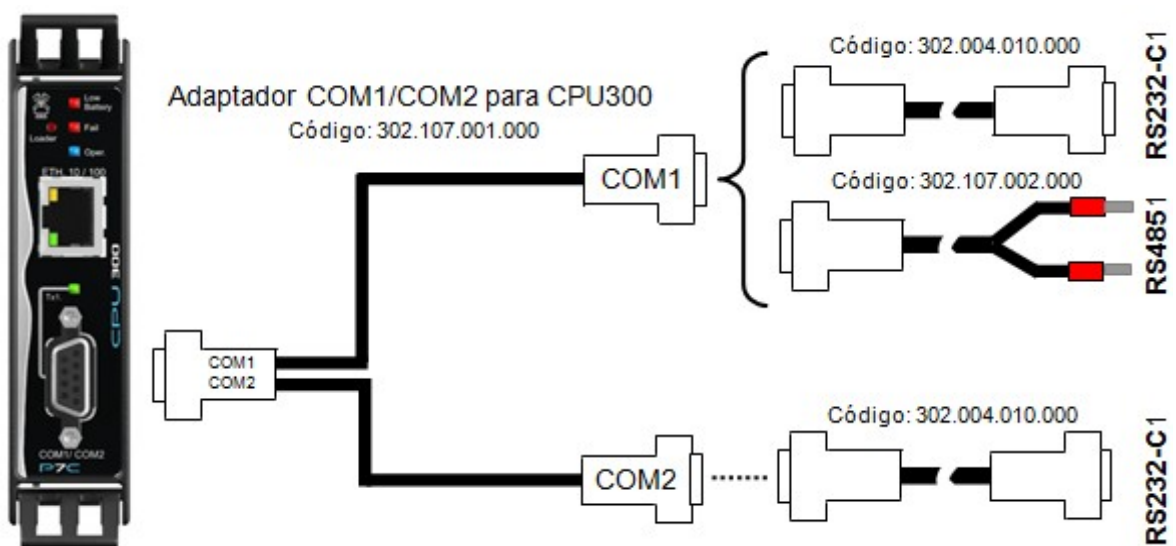 Low
Battery
Fail
Loader
Oper.
ETH. 10 / 100
Tx1.
CPU 300
COM1/ COM2
P7C
Adaptador COM1/COM2 para CPU300
Código: 302.107.001.000
COM1
COM2
COM1
COM2
Código: 302.004.010.000
RS232-C1
Código: 302.107.002.000
RS4851
Código: 302.004.010.000
RS232-C1